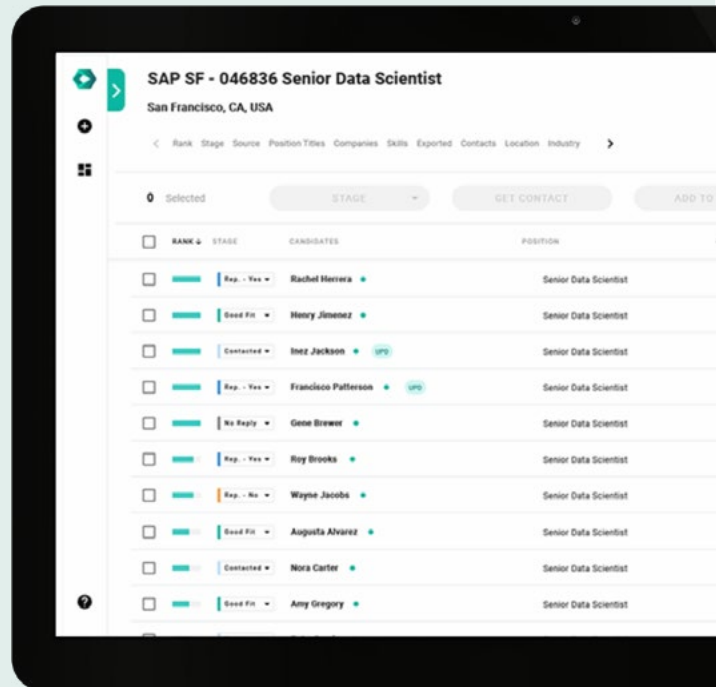 SAP SF - 046836 Senior Data Scientist
San Francisco, CA, USA
Rank Stage Source Position Titles Companies Skills Exported Contacts Location Industry
0 Selected STAGE GET CONTACT ADD TO
RANK STAGE CANDIDATES POSITION
Rep. - Yes Rachel Herrera Senior Data Scientist
Good Fit Henry Jimenez Senior Data Scientist
Contacted Inez Jackson UPD Senior Data Scientist
Rep. - Yes Francisco Patterson UPD Senior Data Scientist
No Reply Gene Brewer Senior Data Scientist
Rep. - Yes Roy Brooks Senior Data Scientist
Rep. - No Wayne Jacobs Senior Data Scientist
Good Fit Augusta Alvarez Senior Data Scientist
Contacted Nora Carter Senior Data Scientist
Good Fit Amy Gregory Senior Data Scientist